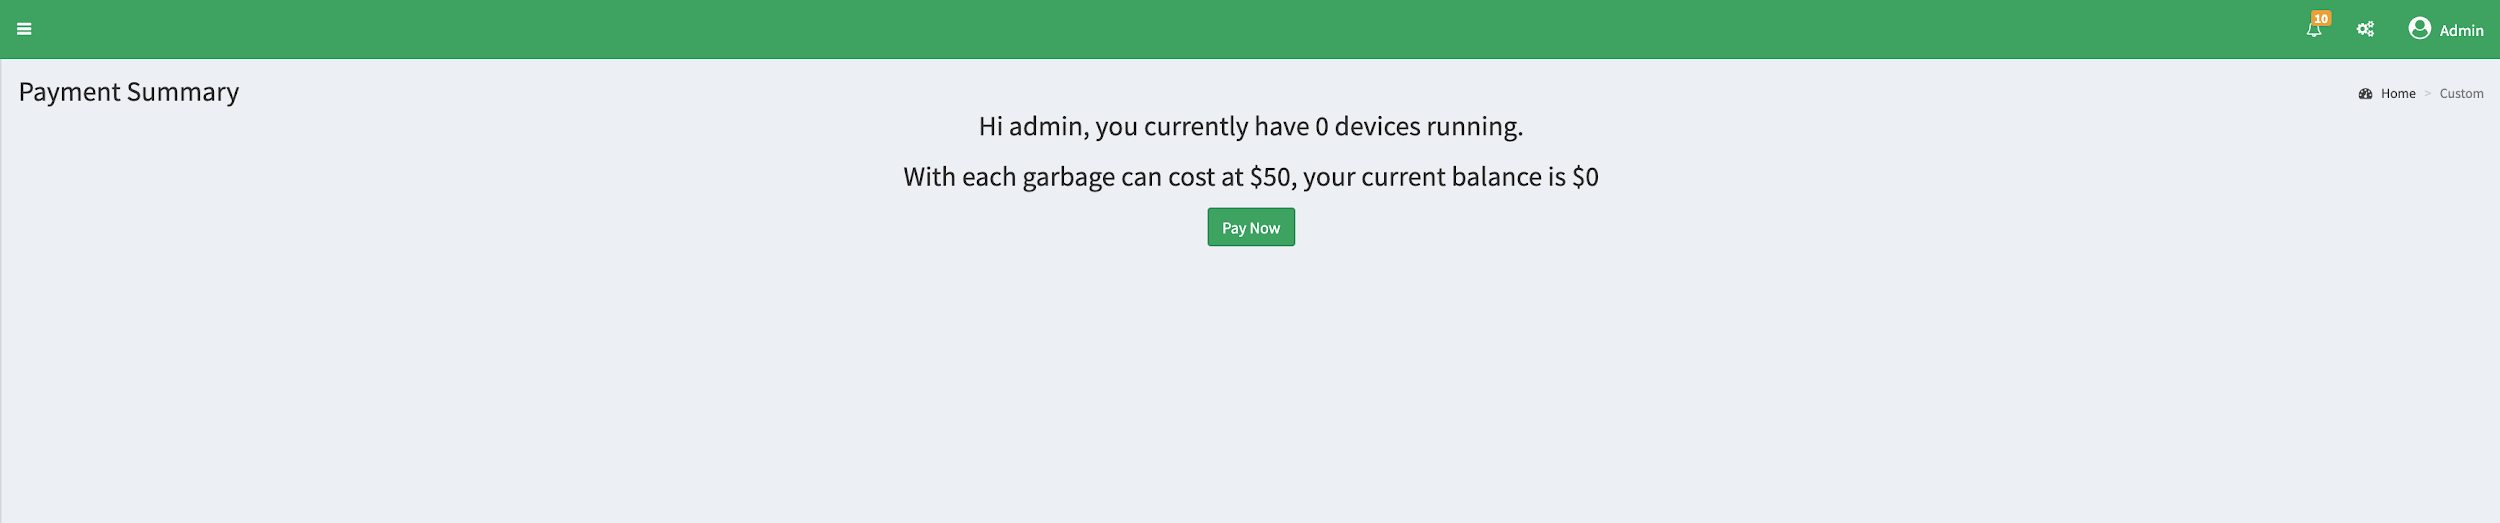 10
Admin
Payment Summary
Home > Custom
Hi admin, you currently have 0 devices running.
With each garbage can cost at $50, your current balance is $0
Pay Now